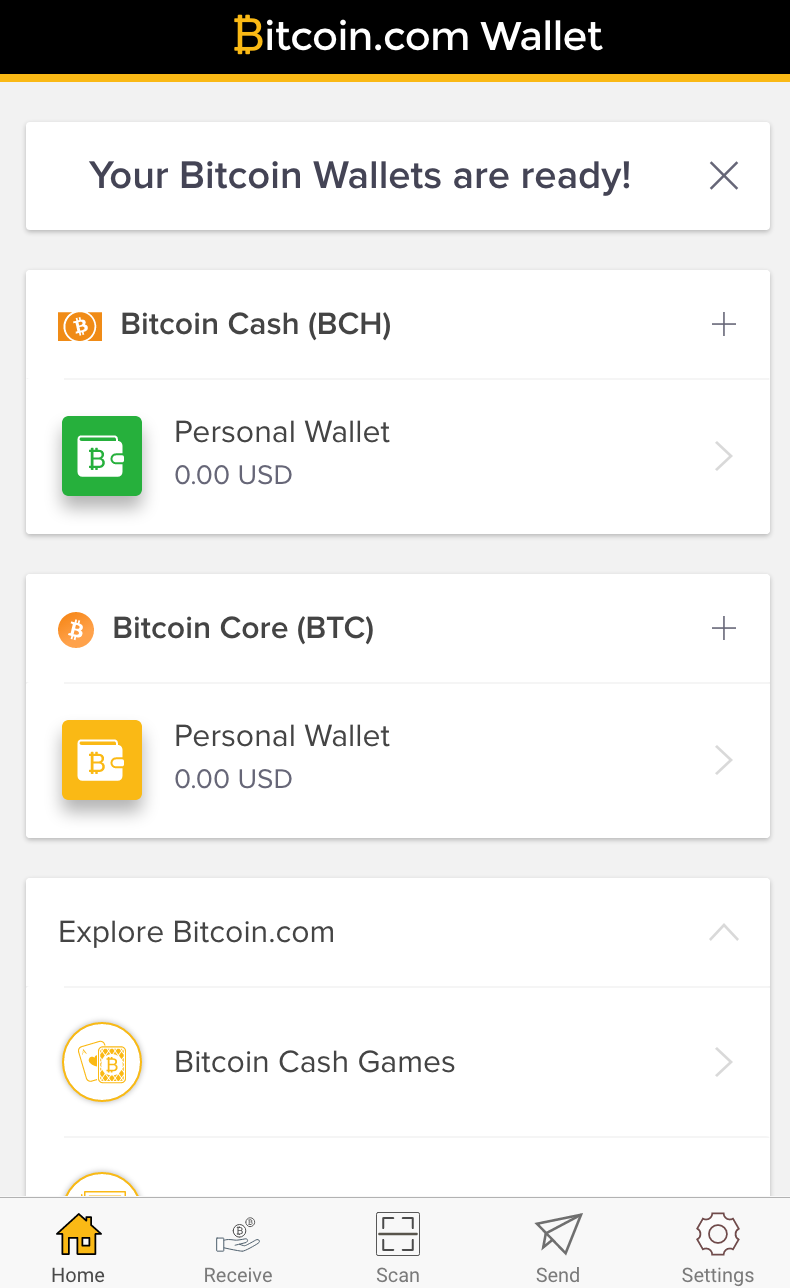 Bitcoin.com Wallet
Your Bitcoin Wallets are ready!
Bitcoin Cash (BCH)
Personal Wallet
0.00 USD
Bitcoin Core (BTC)
Personal Wallet
0.00 USD
Explore Bitcoin.com
Bitcoin Cash Games
Home
Receive
Scan
Send
Settings